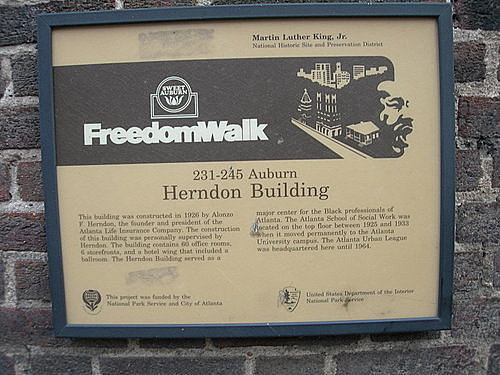 Martin Luther King, Jr.
National Historic Site and Preservation District
SWEET
AUBURN
FreedomWalk
231-245 Auburn
Herndon Building
This building was constructed in 1926 by Alonzo
F. Herndon, the founder and president of the
Atlanta Life Insurance Company. The construction
of this building was personally supervised by
Herndon. The building contains 60 office rooms,
6 storefronts, and a hotel wing that included a
ballroom. The Herndon Building served as a
major center for the Black professionals of
Atlanta. The Atlanta School of Social Work was
located on the top floor between 1925 and 1933
when it moved permanently to the Atlanta
University campus. The Atlanta Urban League
was headquartered here until 1964.
This project was funded by the
National Park Service and City of Atlanta
United States Department of the Interior
National Park Service